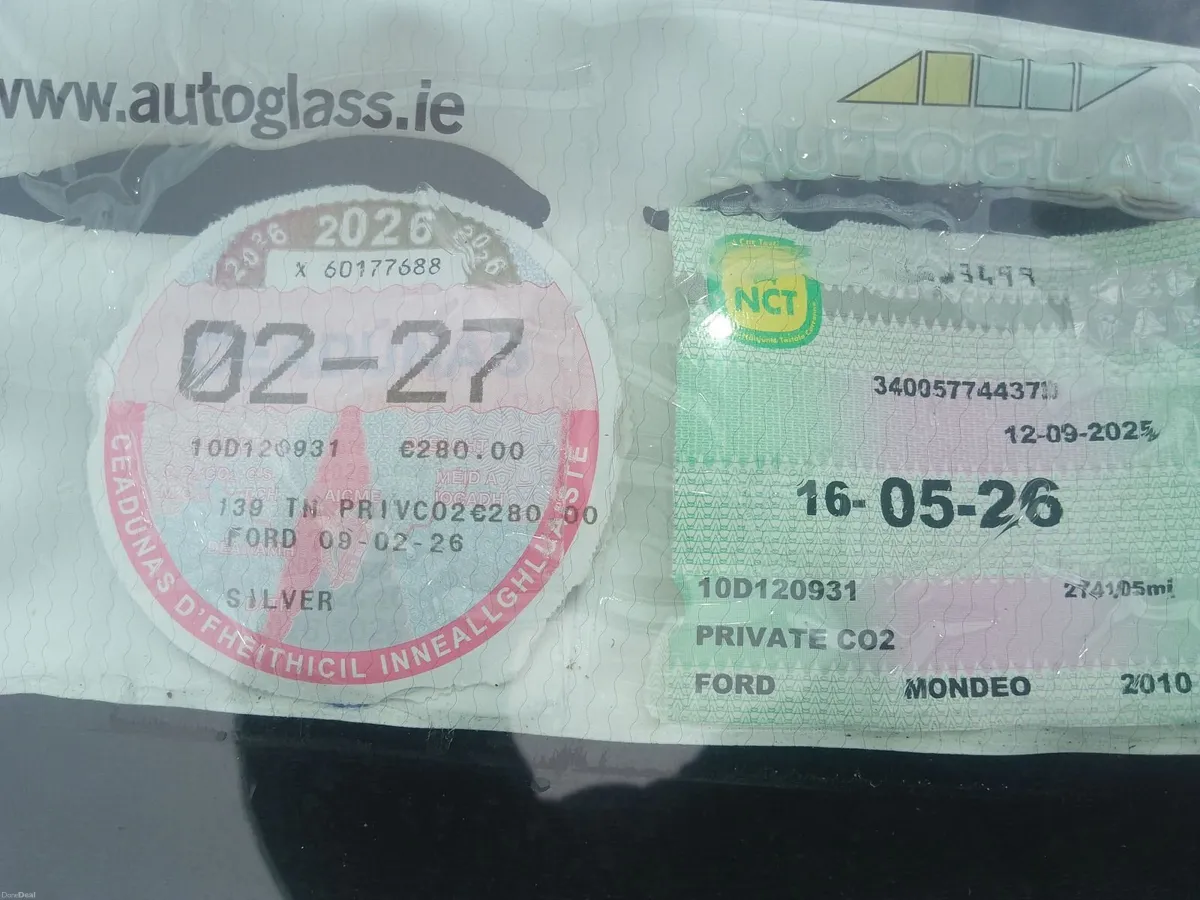 www.autoglass.ie
AUTOGLAS
2026 2026 2026
X 60177688
02-27
10D120931 €280.00
139 TN PRIVCO2€280.00
FORD 09-02-26
SILVER
CEADÚNAS D'FHEITHICIL INNEALLGHLUAISTE
NCT
12-09-2025
16-05-26
10D120931 274105mi
PRIVATE CO2
FORD MONDEO 2010
DoneDeal